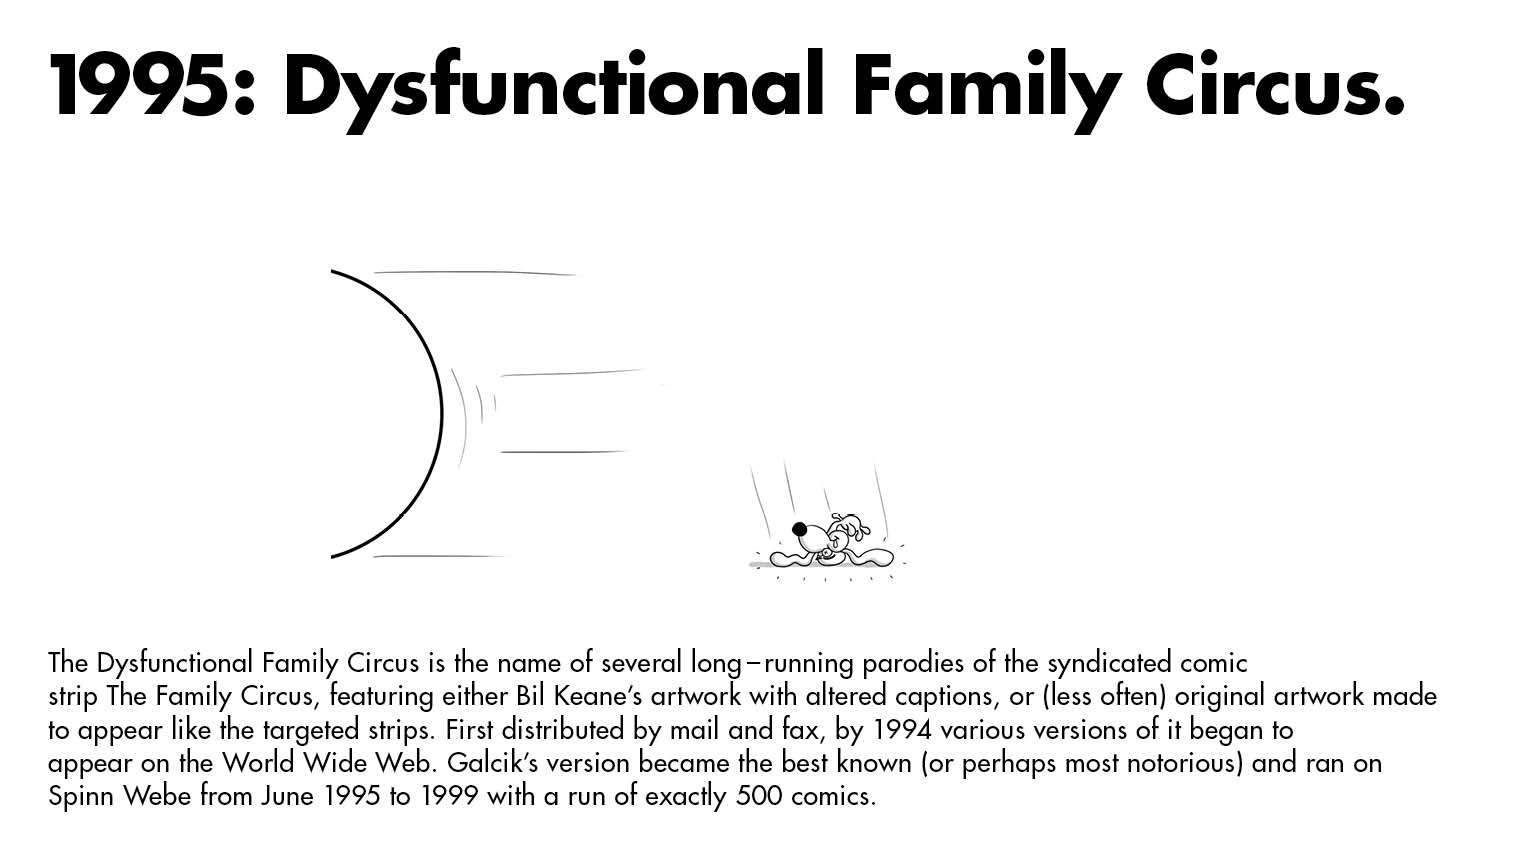 1995: Dysfunctional Family Circus.
The Dysfunctional Family Circus is the name of several long–running parodies of the syndicated comic
strip The Family Circus, featuring either Bil Keane’s artwork with altered captions, or (less often) original artwork made
to appear like the targeted strips. First distributed by mail and fax, by 1994 various versions of it began to
appear on the World Wide Web. Galcik’s version became the best known (or perhaps most notorious) and ran on
Spinn Webe from June 1995 to 1999 with a run of exactly 500 comics.